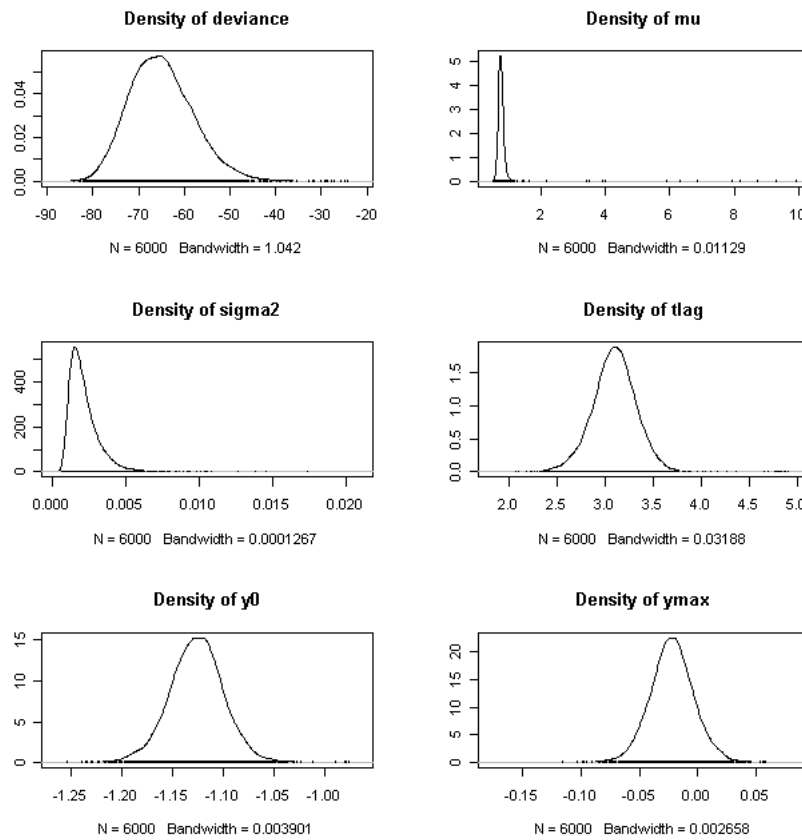 Density of deviance
Density of mu
0.00 0.02 0.04
0 1 2 3 4 5
-90 -80 -70 -60 -50 -40 -30 -20
2 4 6 8 10
N = 6000 Bandwidth = 1.042
N = 6000 Bandwidth = 0.01129
Density of sigma2
Density of tlag
0 200 400
0.0 0.5 1.0 1.5
0.000 0.005 0.010 0.015 0.020
2.0 2.5 3.0 3.5 4.0 4.5 5.0
N = 6000 Bandwidth = 0.0001267
N = 6000 Bandwidth = 0.03188
Density of y0
Density of ymax
0 5 10 15
0 5 10 15 20
-1.25 -1.20 -1.15 -1.10 -1.05 -1.00
-0.15 -0.10 -0.05 0.00 0.05
N = 6000 Bandwidth = 0.003901
N = 6000 Bandwidth = 0.002658